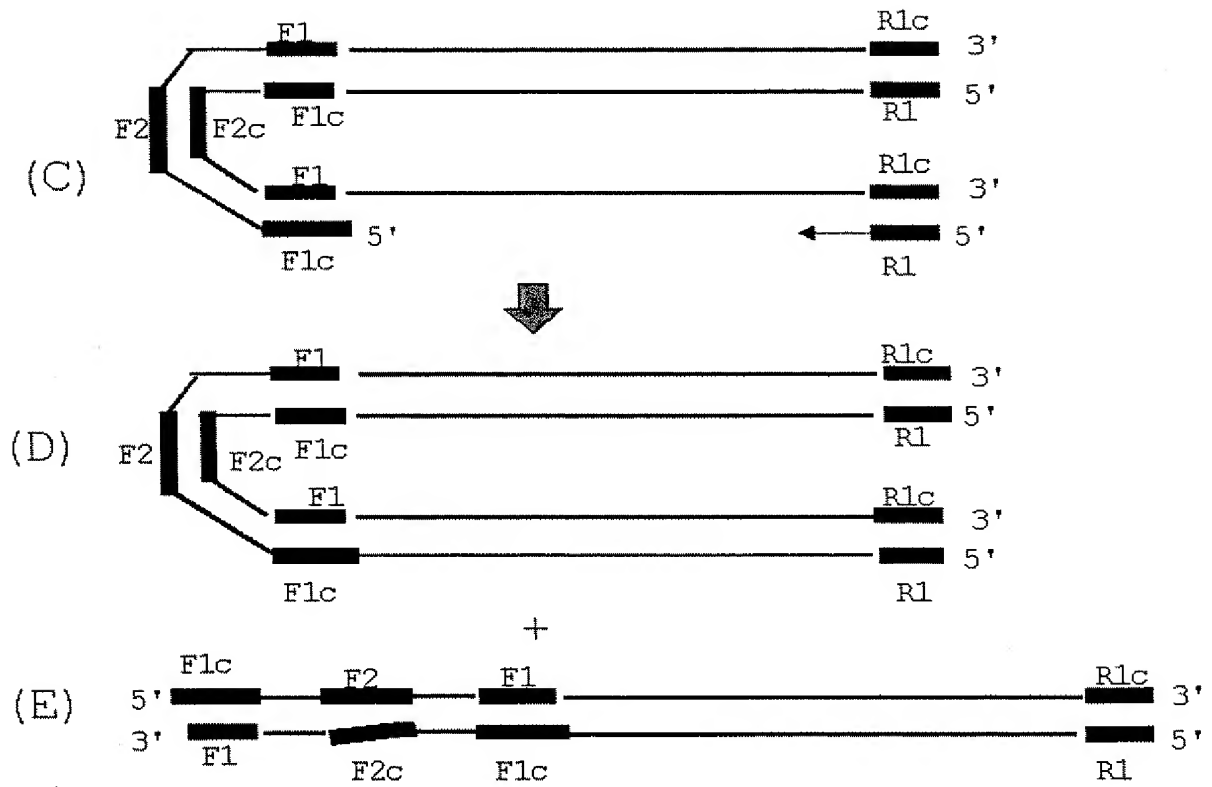 F1 R1c
3'
F1c R1 5'
F2 F2c
(C)
F1 R1c
3'
F1c 5' R1 5'
F1 R1c
3'
F1c R1 5'
(D)
F2 F2c
F1 R1c
3'
F1c R1 5'
+
(E)
F1c F2 F1 R1c
5' 3'
3' 5'
F1 F2c F1c R1